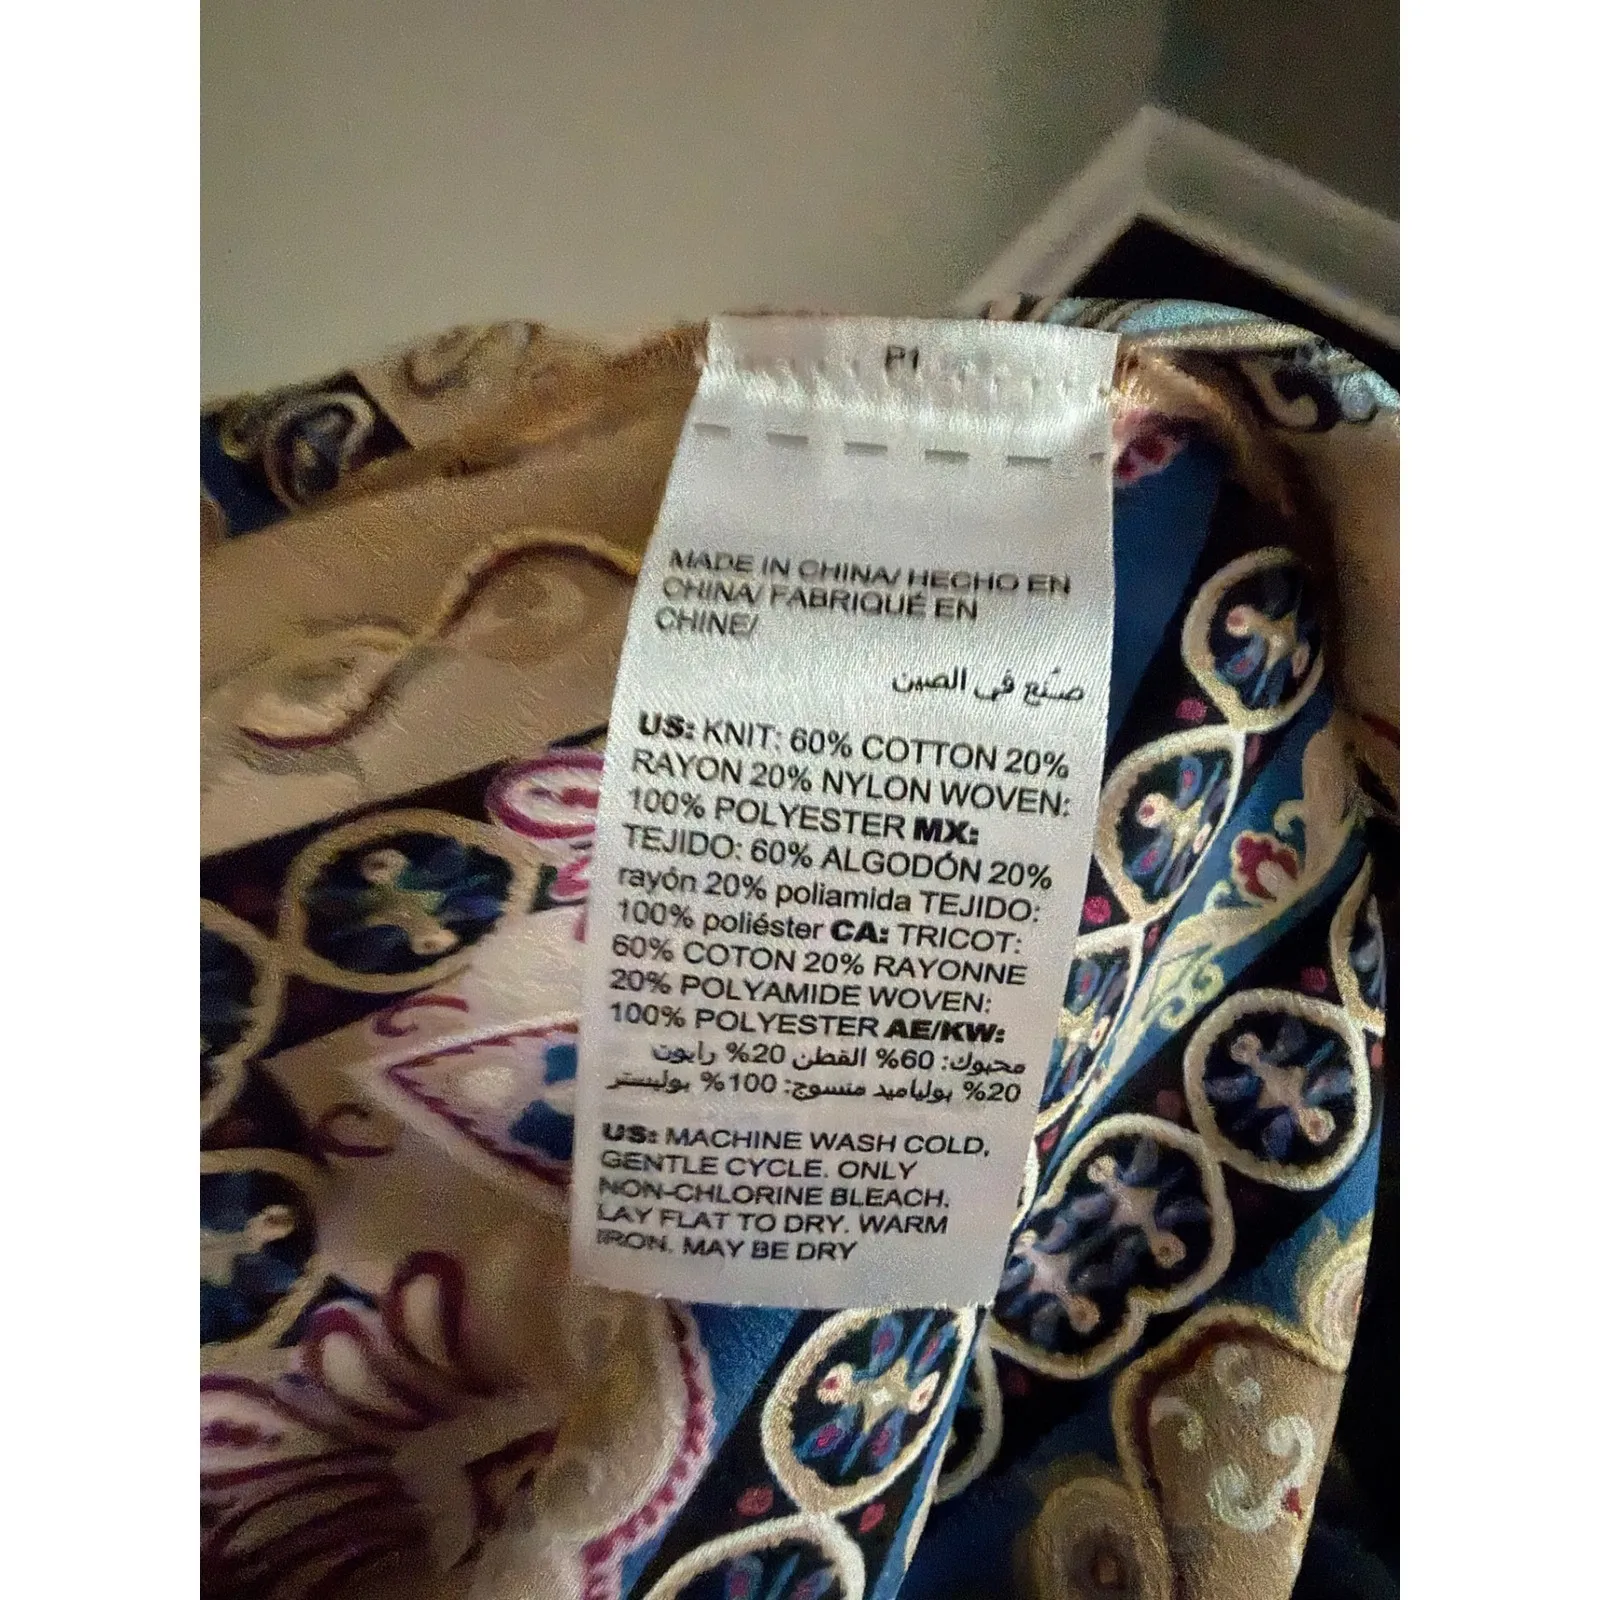 P1
MADE IN CHINA/ HECHO EN
CHINA/ FABRIQUÉ EN
CHINE/
صنع في الصين
US: KNIT: 60% COTTON 20%
RAYON 20% NYLON WOVEN:
100% POLYESTER MX:
TEJIDO: 60% ALGODÓN 20%
rayón 20% poliamida TEJIDO:
100% poliéster CA: TRICOT:
60% COTON 20% RAYONNE
20% POLYAMIDE WOVEN:
100% POLYESTER AE/KW:
محبوك: 60% القطن 20% رايون
20% بولياميد منسوج: 100% بوليستر
US: MACHINE WASH COLD,
GENTLE CYCLE. ONLY
NON-CHLORINE BLEACH.
LAY FLAT TO DRY. WARM
IRON. MAY BE DRY